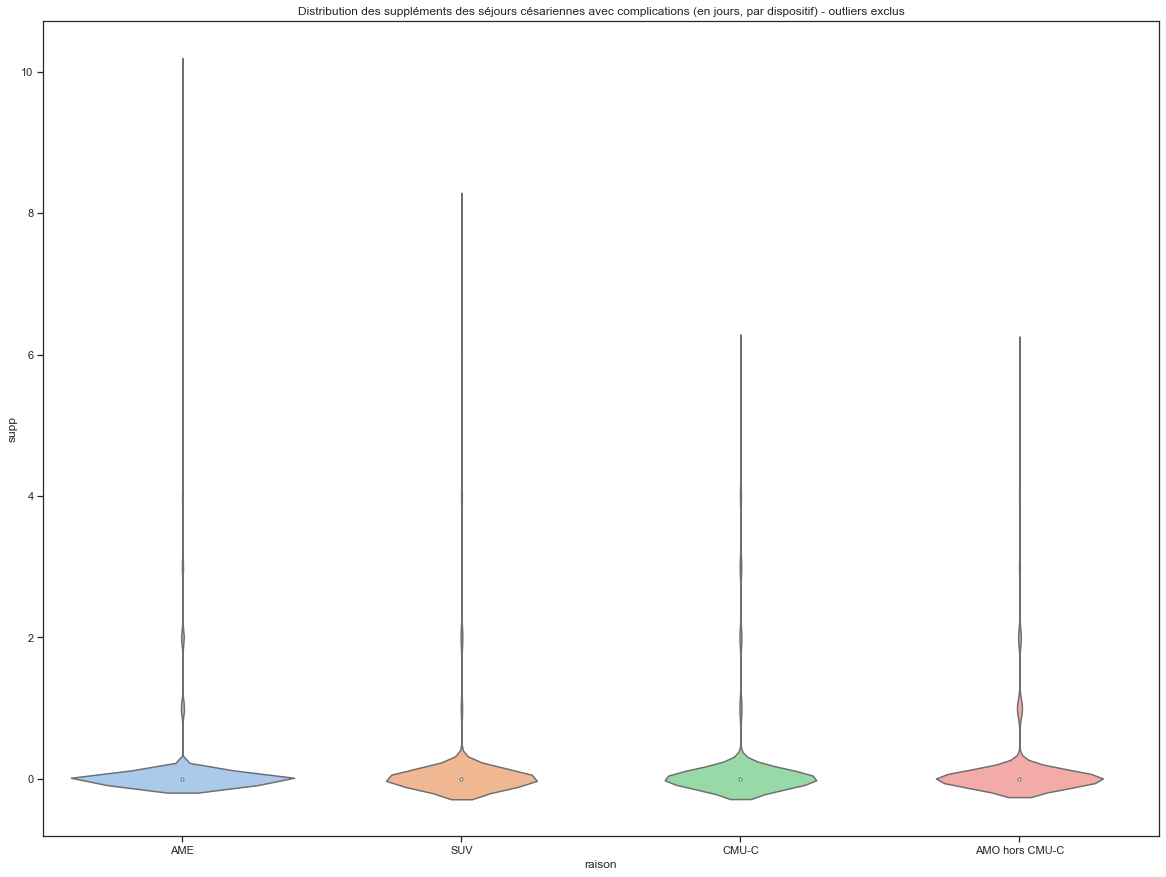 Distribution des suppléments des séjours césariennes avec complications (en jours, par dispositif) - outliers exclus
10
8
6
4
2
0
supp
AME
SUV
CMU-C
AMO hors CMU-C
raison